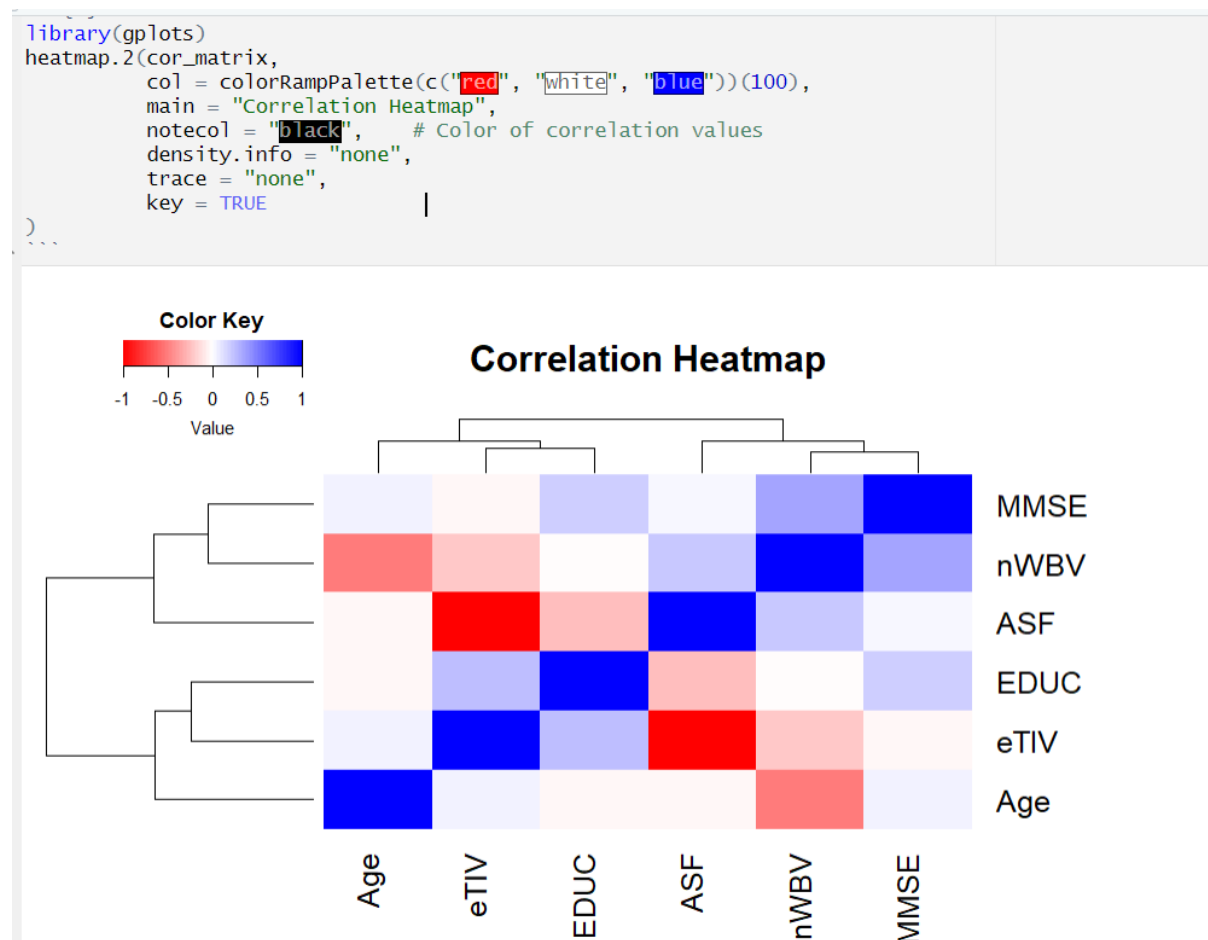 library(gplots)
heatmap.2(cor_matrix,
col = colorRampPalette(c("red", "white", "blue"))(100),
main = "Correlation Heatmap",
notecol = "black",    # Color of correlation values
density.info = "none",
trace = "none",
key = TRUE
)
```
Color Key
-1 -0.5 0 0.5 1
Value
Correlation Heatmap
MMSE
nWBV
ASF
EDUC
eTIV
Age
Age eTIV EDUC ASF nWBV MMSE